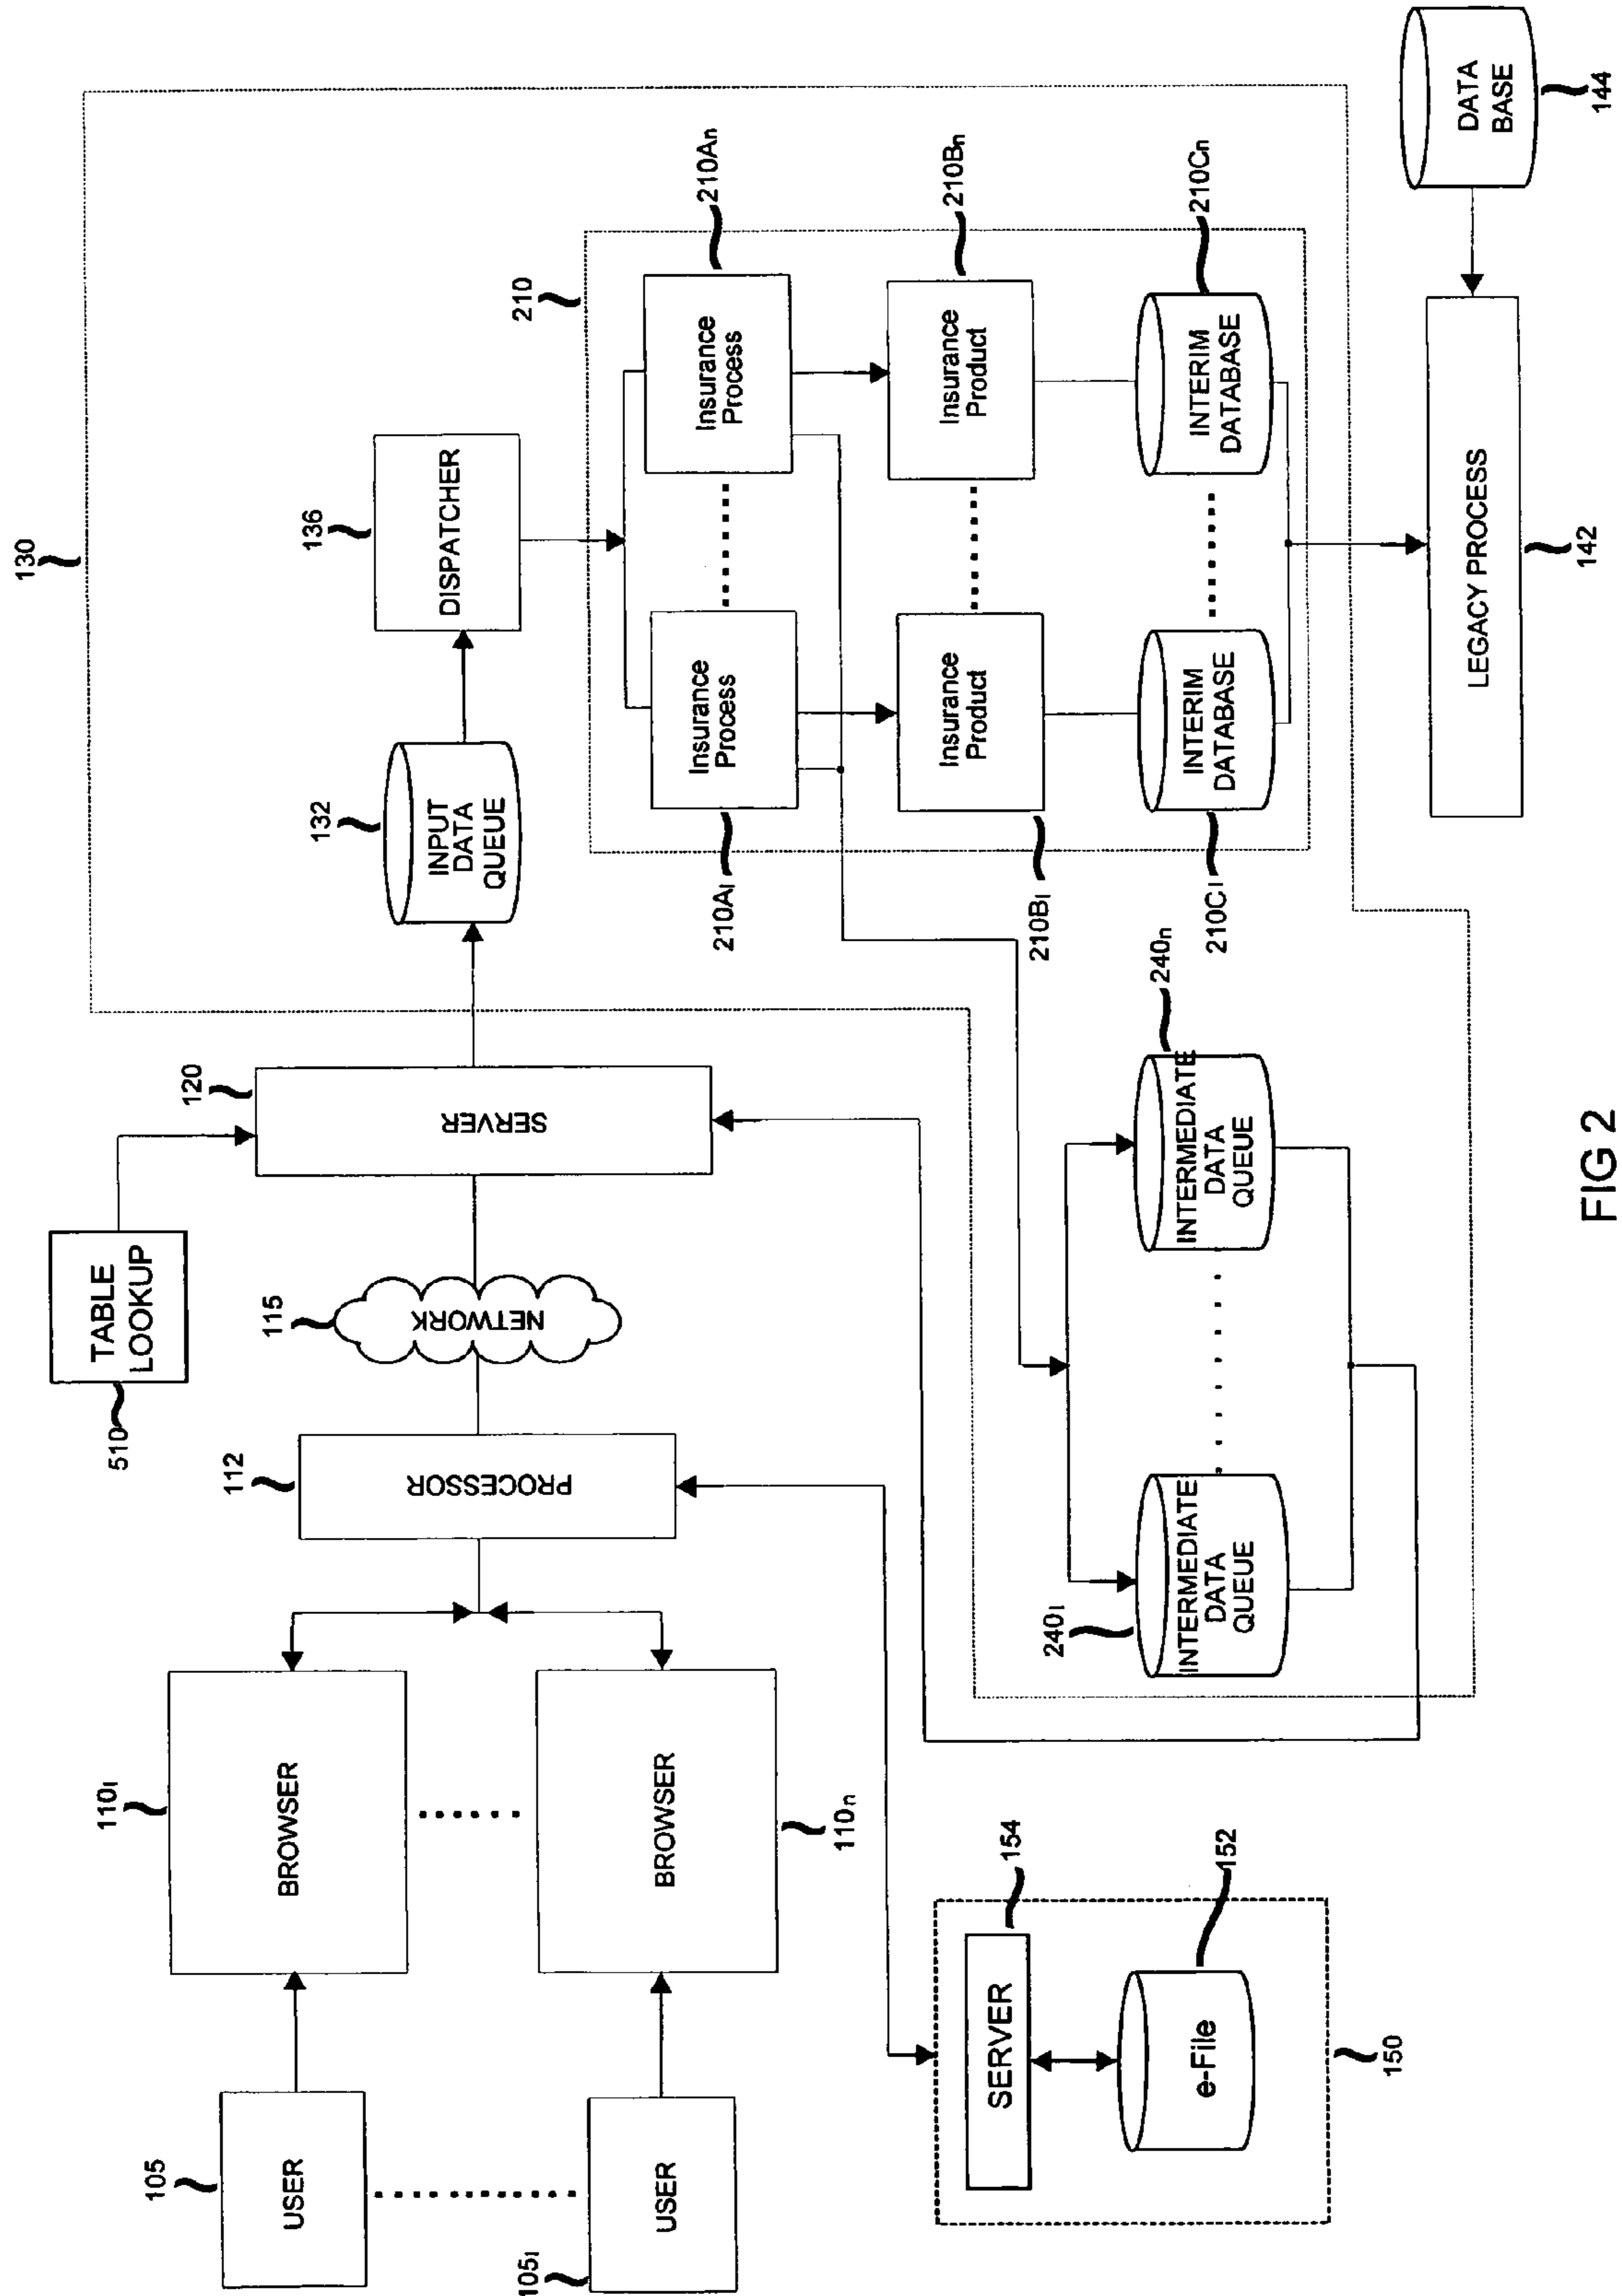 130
510
TABLE
LOOKUP
120
SERVER
115
NETWORK
112
PROCESSOR
110I
BROWSER
110n
BROWSER
105
USER
105I
USER
132
INPUT
DATA
QUEUE
136
DISPATCHER
210
210AI
Insurance
Process
210An
Insurance
Process
210BI
Insurance
Product
210Bn
Insurance
Product
210CI
INTERIM
DATABASE
210Cn
INTERIM
DATABASE
240I
INTERMEDIATE
DATA
QUEUE
240n
INTERMEDIATE
DATA
QUEUE
154
SERVER
152
e-File
150
LEGACY PROCESS
142
DATA
BASE
144
FIG 2